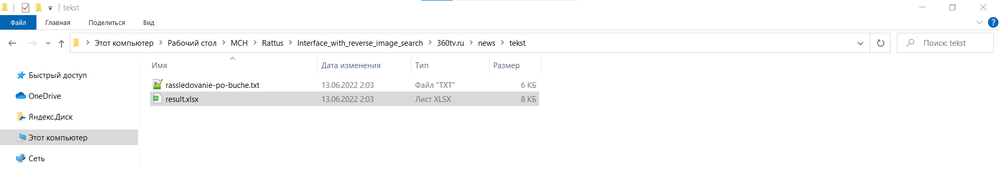 tekst
Файл Главная Поделиться Вид
Этот компьютер Рабочий стол МСН Rattus Interface_with_reverse_image_search 360tv.ru news tekst Поиск: tekst
Имя Дата изменения Тип Размер
Быстрый доступ
rassledovanie-po-buche.txt 13.06.2022 2:03 Файл "TXT" 6 КБ
OneDrive
result.xlsx 13.06.2022 2:03 Лист XLSX 8 КБ
Яндекс.Диск
Этот компьютер
Сеть